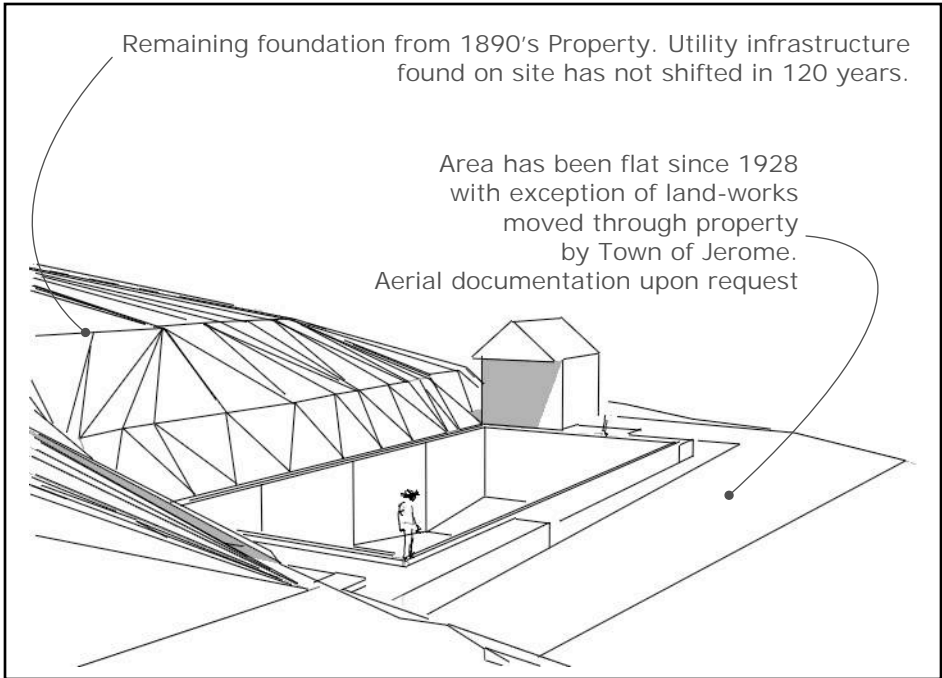 Remaining foundation from 1890's Property. Utility infrastructure
found on site has not shifted in 120 years.
Area has been flat since 1928
with exception of land-works
moved through property
by Town of Jerome.
Aerial documentation upon request